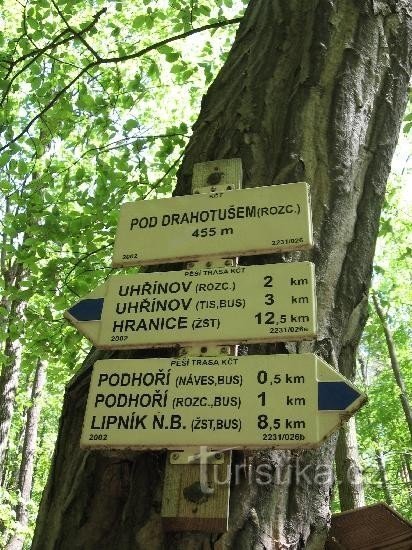 KČT
POD DRAHOTUŠEM (ROZC.)
455 m
2002 2231/026
PĚŠÍ TRASA KČT
UHŘÍNOV (ROZC.) 2 KM
UHŘÍNOV (TIS,BUS) 3 KM
HRANICE (ŽST) 12,5 KM
2002 2231/026a
PĚŠÍ TRASA KČT
PODHOŘÍ (NÁVES,BUS) 0,5 KM
PODHOŘÍ (ROZC.,BUS) 1 KM
LIPNÍK N.B. (ŽST,BUS) 8,5 KM
2002 2231/026b
Turistika.cz